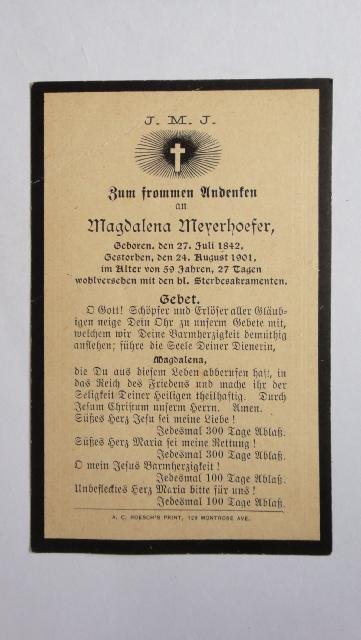 J. M. J.
Zum frommen Andenken
an
Magdalena Meyerhoefer,
Geboren, den 27. Juli 1842,
Gestorben, den 24. August 1901,
im Alter von 59 Jahren, 27 Tagen
wohlversehen mit den hl. Sterbesakramenten.
Gebet.
O Gott! Schöpfer und Erlöser aller Gläub-
igen neige Dein Ohr zu unserm Gebete mit,
welchem wir Deine Barmherzigkeit demüthig
anflehen; führe die Seele Deiner Dienerin,
Magdalena,
die Du aus diesem Leben abberufen hast, in
das Reich des Friedens und mache ihr der
Seligkeit Deiner Heiligen theilhaftig. Durch
Jesum Christum unserm Herrn. Amen.
Süßes Herz Jesu sei meine Liebe!
Jedesmal 300 Tage Ablaß.
Süßes Herz Maria sei meine Rettung!
Jedesmal 300 Tage Ablaß.
O mein Jesus Barmherzigkeit!
Jedesmal 100 Tage Ablaß.
Unbeflecktes Herz Maria bitte für uns!
Jedesmal 100 Tage Ablaß.
A. C. HOESCH'S PRINT, 129 MONTROSE AVE.